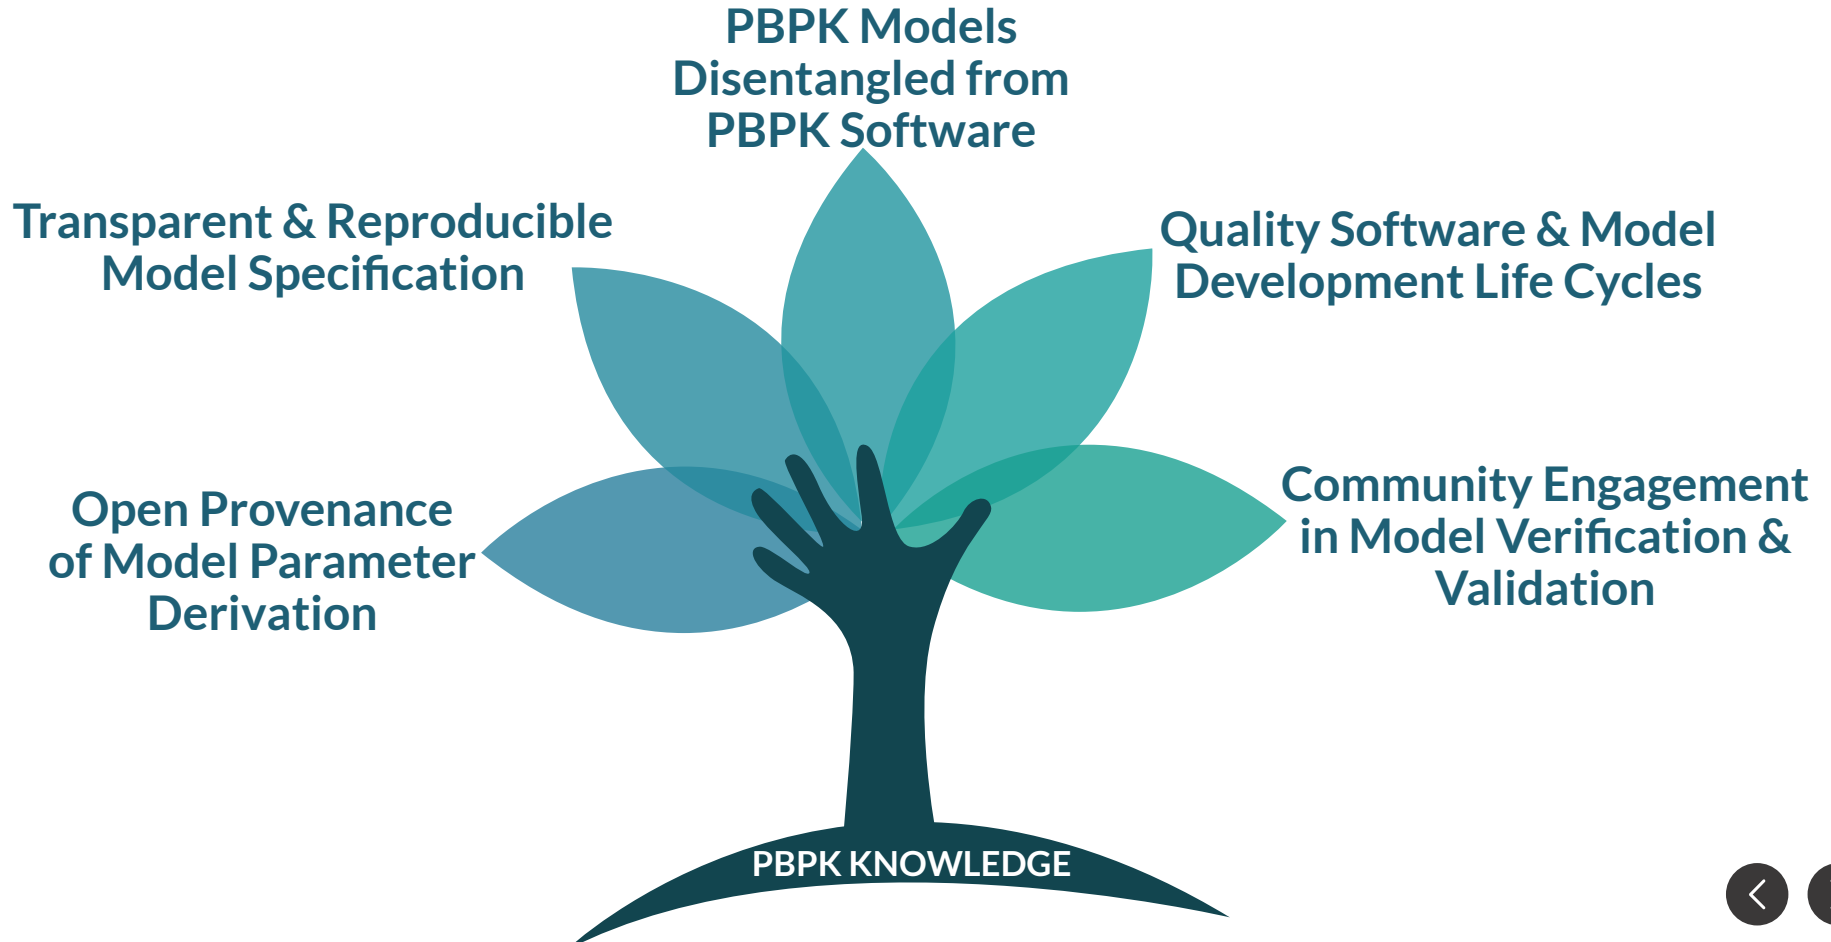 PBPK Models
Disentangled from
PBPK Software
Transparent & Reproducible
Model Specification
Quality Software & Model
Development Life Cycles
Open Provenance
of Model Parameter
Derivation
Community Engagement
in Model Verification &
Validation
PBPK KNOWLEDGE